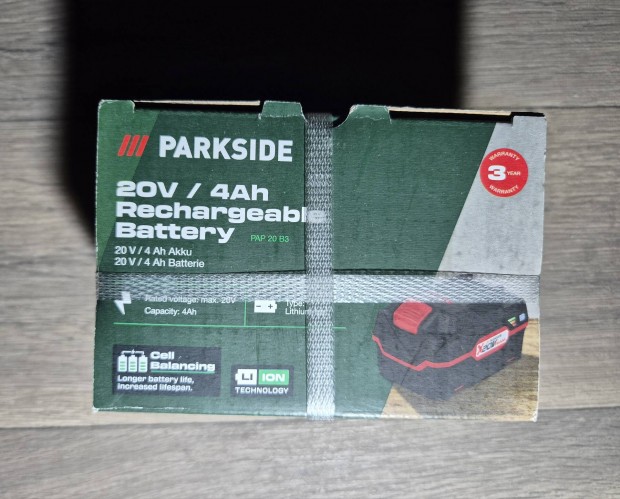 PARKSIDE
WARRANTY
3 YEAR
WARRANTY
20V / 4Ah
Rechargeable
Battery PAP 20 B3
20 V / 4 Ah Akku
20 V / 4 Ah Batterie
Rated voltage: max. 20V
Capacity: 4Ah
Type:
Lithium
Cell
Balancing
Longer battery life,
increased lifespan.
LI ION
TECHNOLOGY